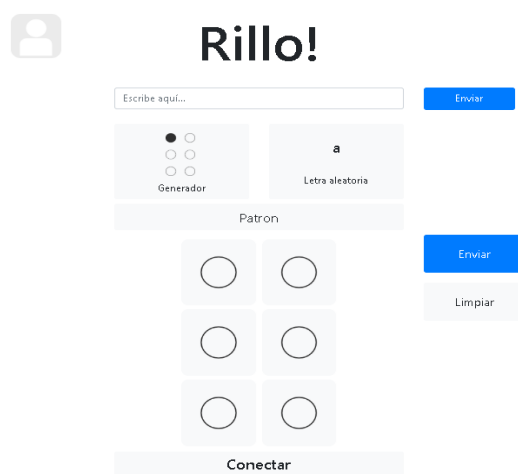 Rillo!
Escribe aquí...
Enviar
a
Generador
Letra aleatoria
Patron
Enviar
Limpiar
Conectar